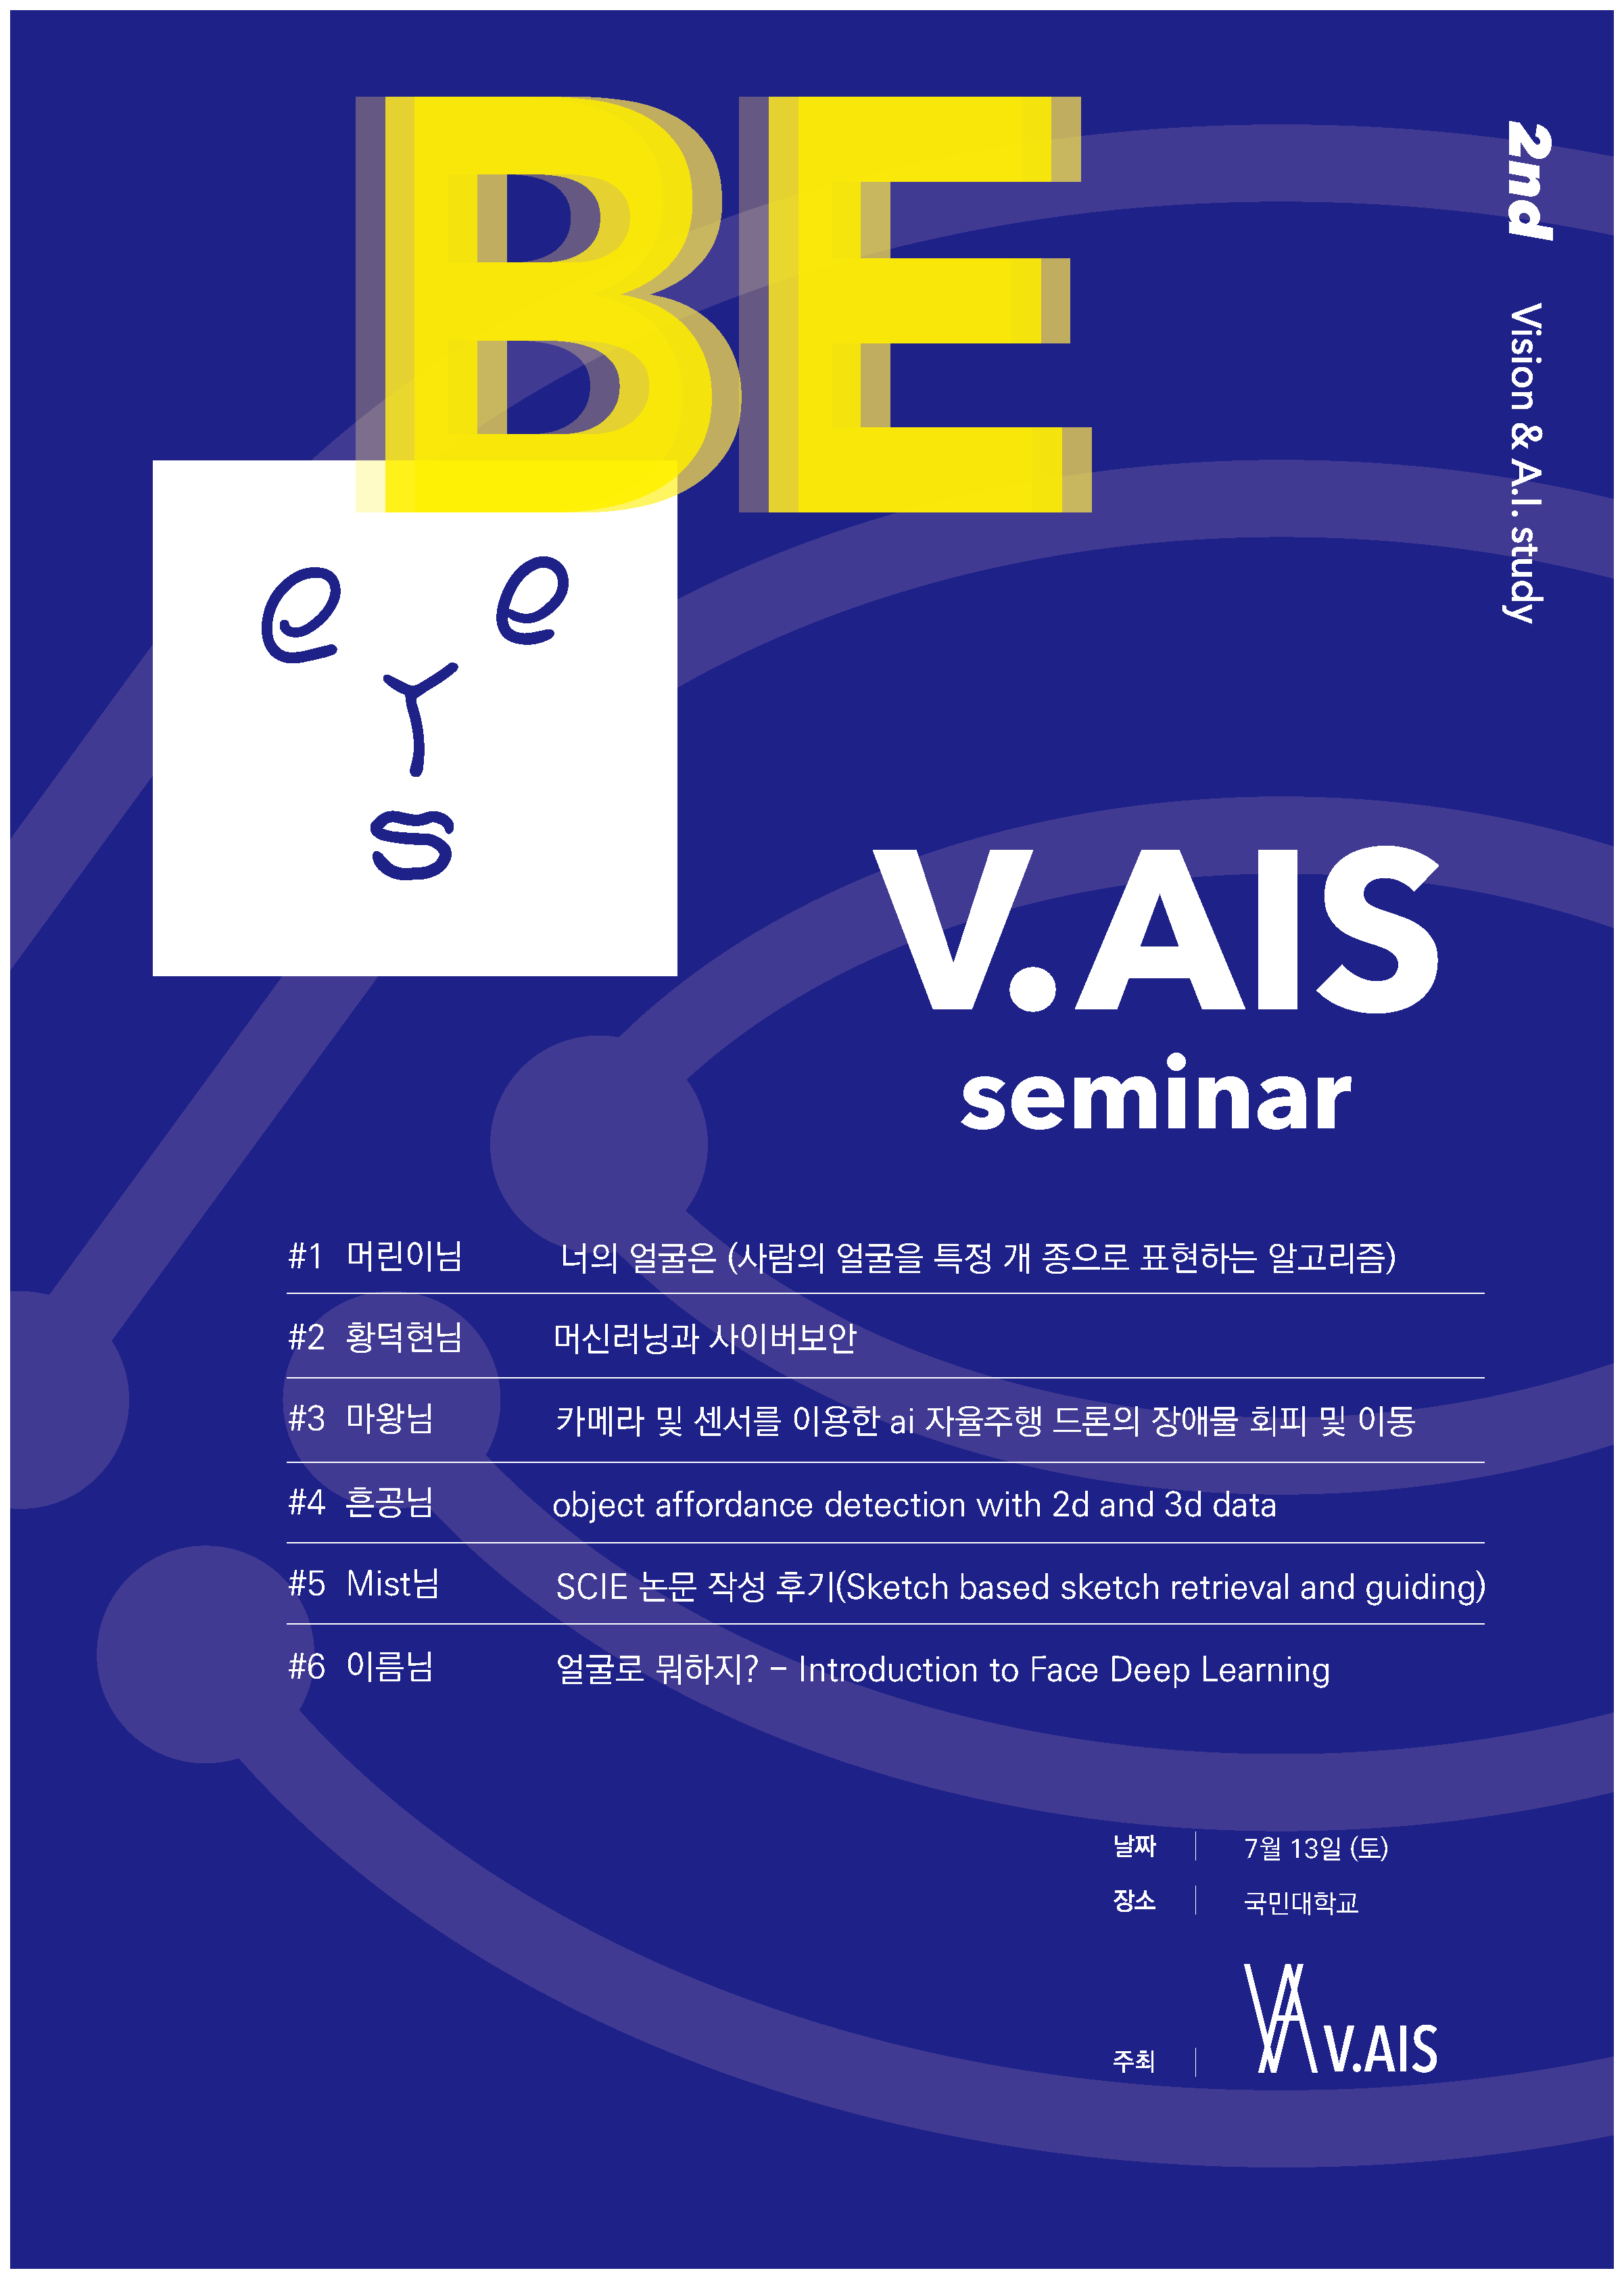 BE
eyes
2nd Vision & A.I. study
V.AIS
seminar
#1 머린이님 너의 얼굴은 (사람의 얼굴을 특정 개 종으로 표현하는 알고리즘)
#2 황덕현님 머신러닝과 사이버보안
#3 마왕님 카메라 및 센서를 이용한 ai 자율주행 드론의 장애물 회피 및 이동
#4 흔공님 object affordance detection with 2d and 3d data
#5 Mist님 SCIE 논문 작성 후기(Sketch based sketch retrieval and guiding)
#6 이름님 얼굴로 뭐하지? - Introduction to Face Deep Learning
날짜 | 7월 13일 (토)
장소 | 국민대학교
주최 | VA V.AIS